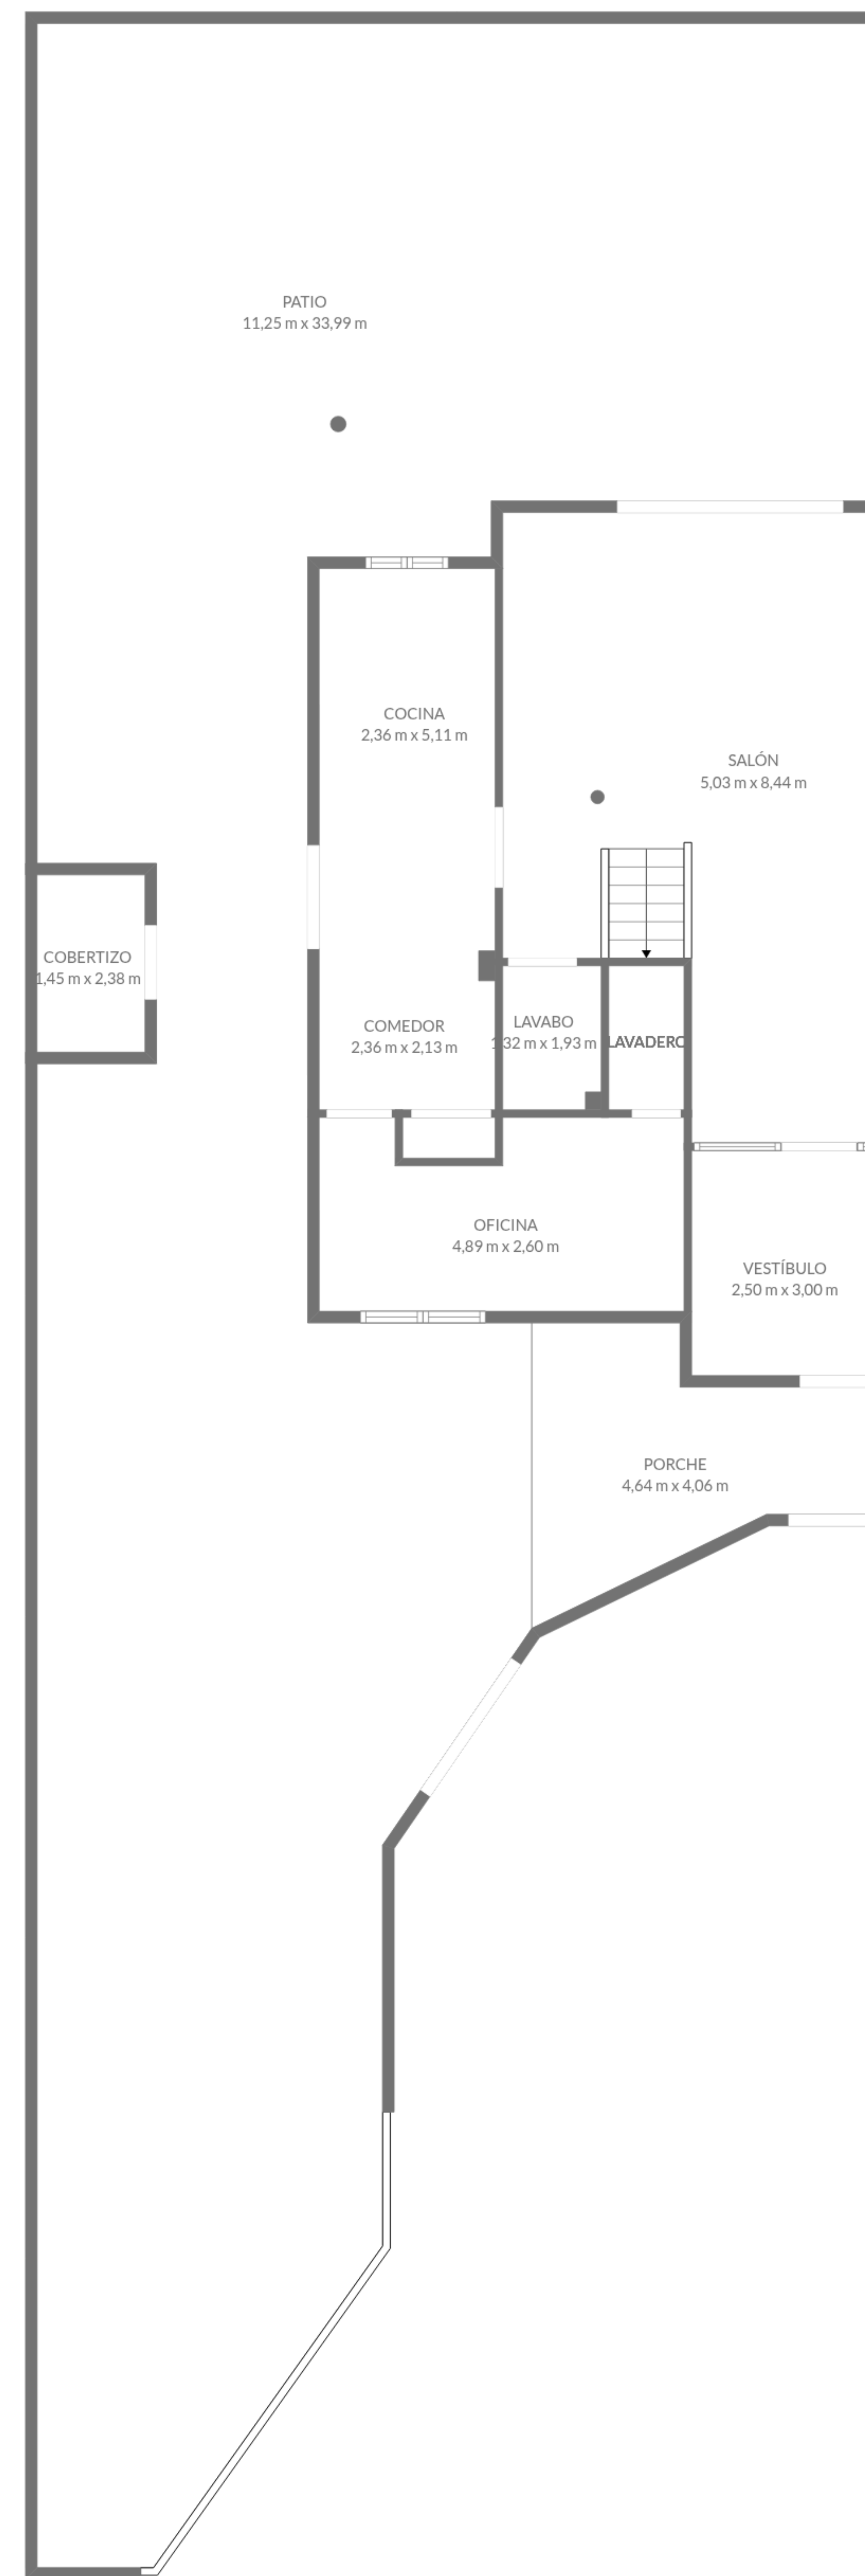 PATIO
11,25 m x 33,99 m
COCINA
2,36 m x 5,11 m
SALÓN
5,03 m x 8,44 m
COBERTIZO
1,45 m x 2,38 m
COMEDOR
2,36 m x 2,13 m
LAVABO
1,32 m x 1,93 m
LAVADERO
OFICINA
4,89 m x 2,60 m
VESTÍBULO
2,50 m x 3,00 m
PORCHE
4,64 m x 4,06 m